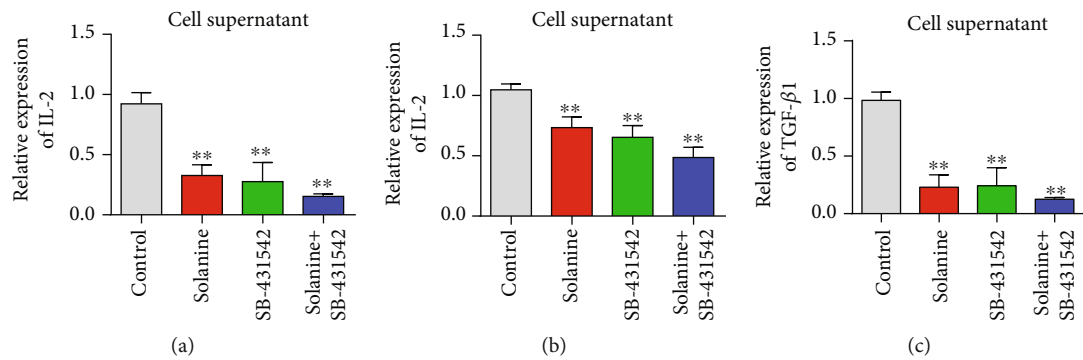 Cell supernatant
Relative expression
of IL-2
1.5
1.0
0.5
0.0
**
**
**
Control
Solanine
SB-431542
Solanine+
SB-431542
(a)
Cell supernatant
Relative expression
of IL-2
1.5
1.0
0.5
0.0
**
**
**
Control
Solanine
SB-431542
Solanine+
SB-431542
(b)
Cell supernatant
Relative expression
of TGF-β1
1.5
1.0
0.5
0.0
**
**
**
Control
Solanine
SB-431542
Solanine+
SB-431542
(c)